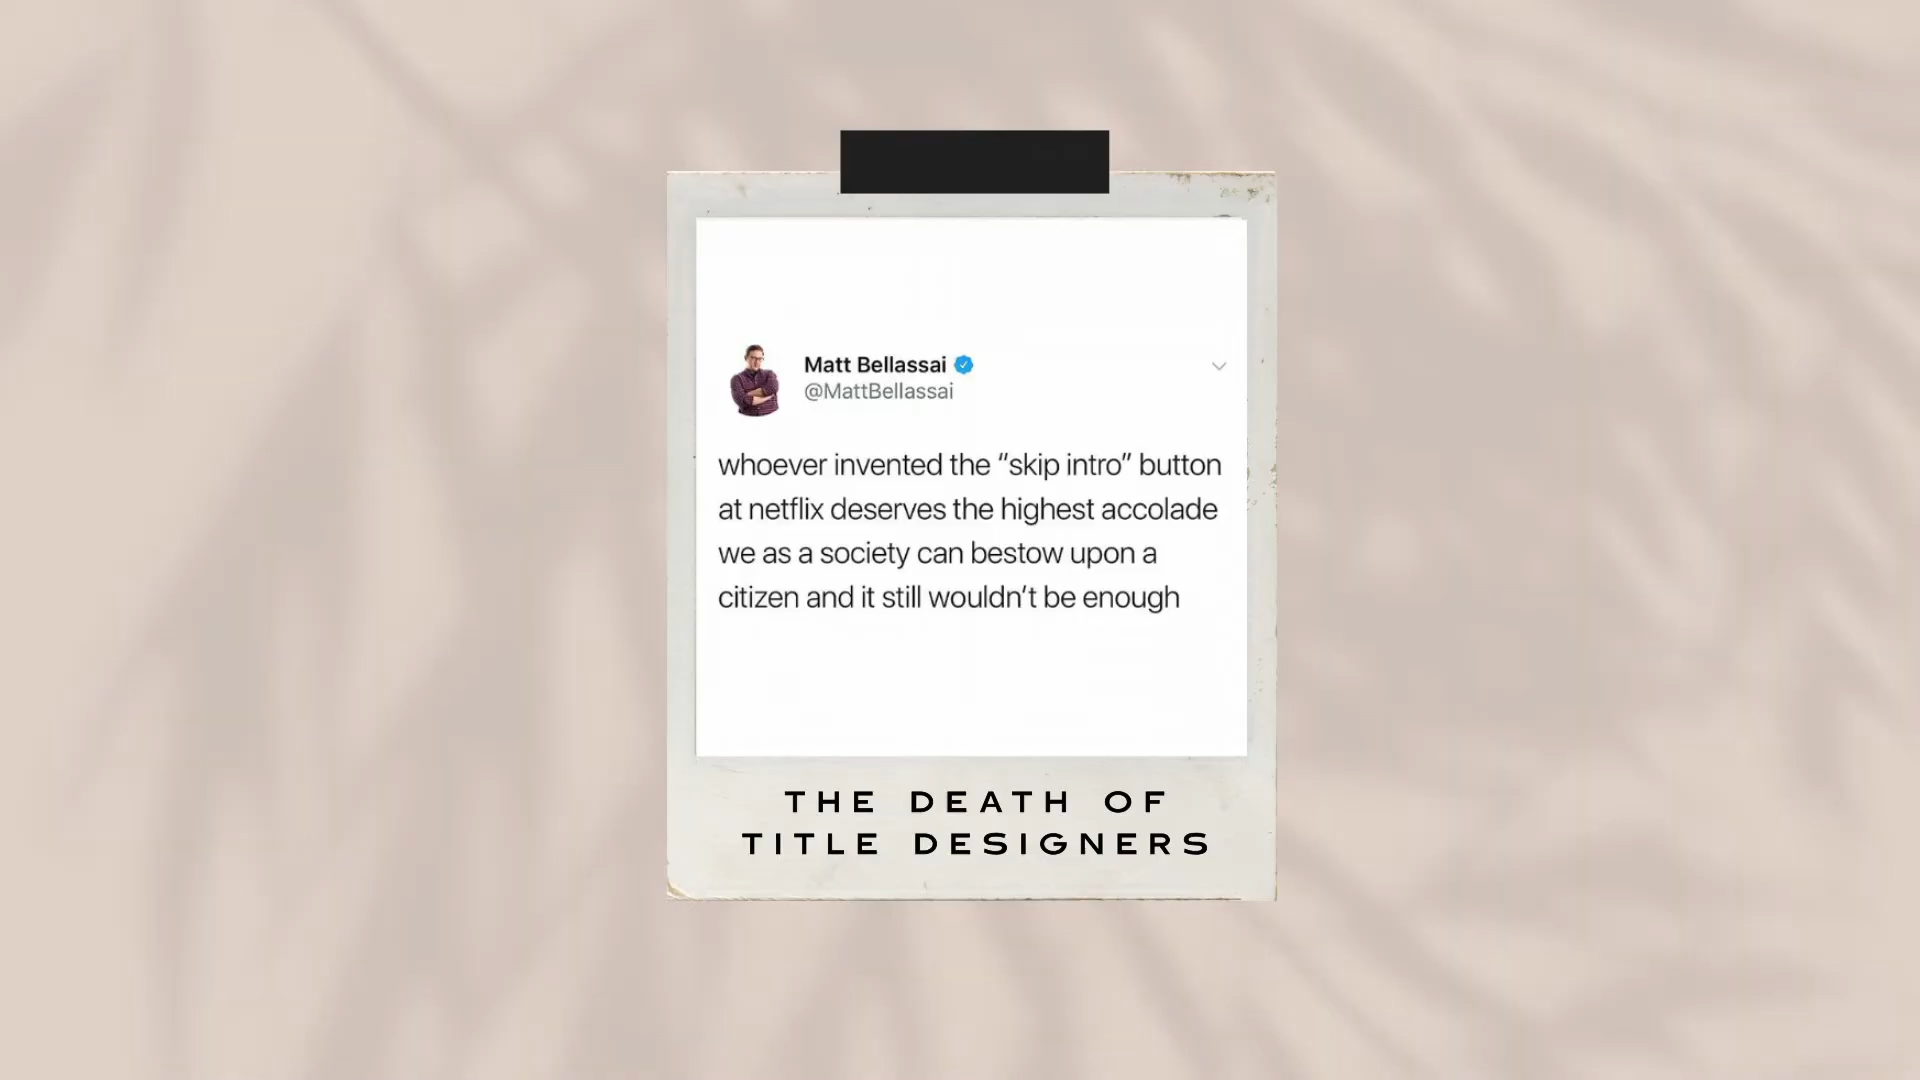 Matt Bellassai
@MattBellassai
whoever invented the “skip intro” button
at netflix deserves the highest accolade
we as a society can bestow upon a
citizen and it still wouldn’t be enough
THE DEATH OF
TITLE DESIGNERS